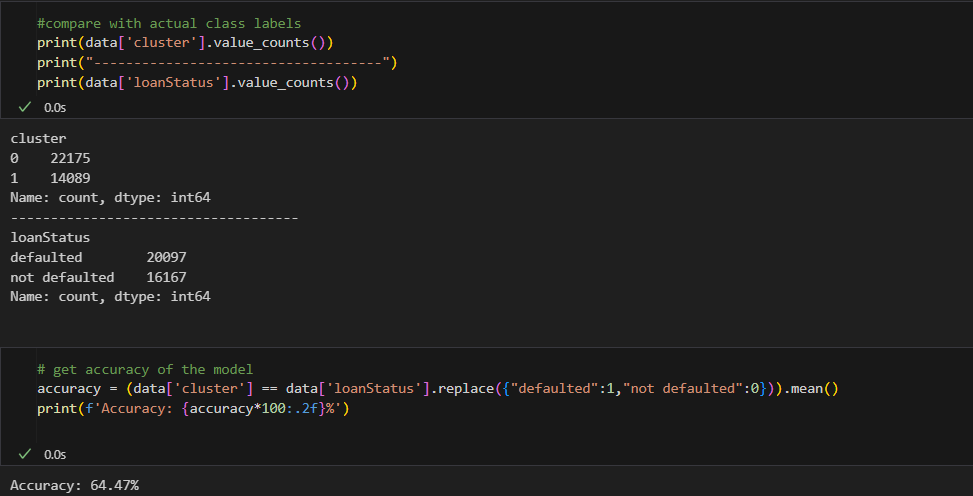 #compare with actual class labels
print(data['cluster'].value_counts())
print("------------------------------------")
print(data['loanStatus'].value_counts())
0.0s
cluster
0    22175
1    14089
Name: count, dtype: int64
------------------------------------
loanStatus
defaulted        20097
not defaulted    16167
Name: count, dtype: int64
# get accuracy of the model
accuracy = (data['cluster'] == data['loanStatus'].replace({"defaulted":1,"not defaulted":0})).mean()
print(f'Accuracy: {accuracy*100:.2f}%')
0.0s
Accuracy: 64.47%